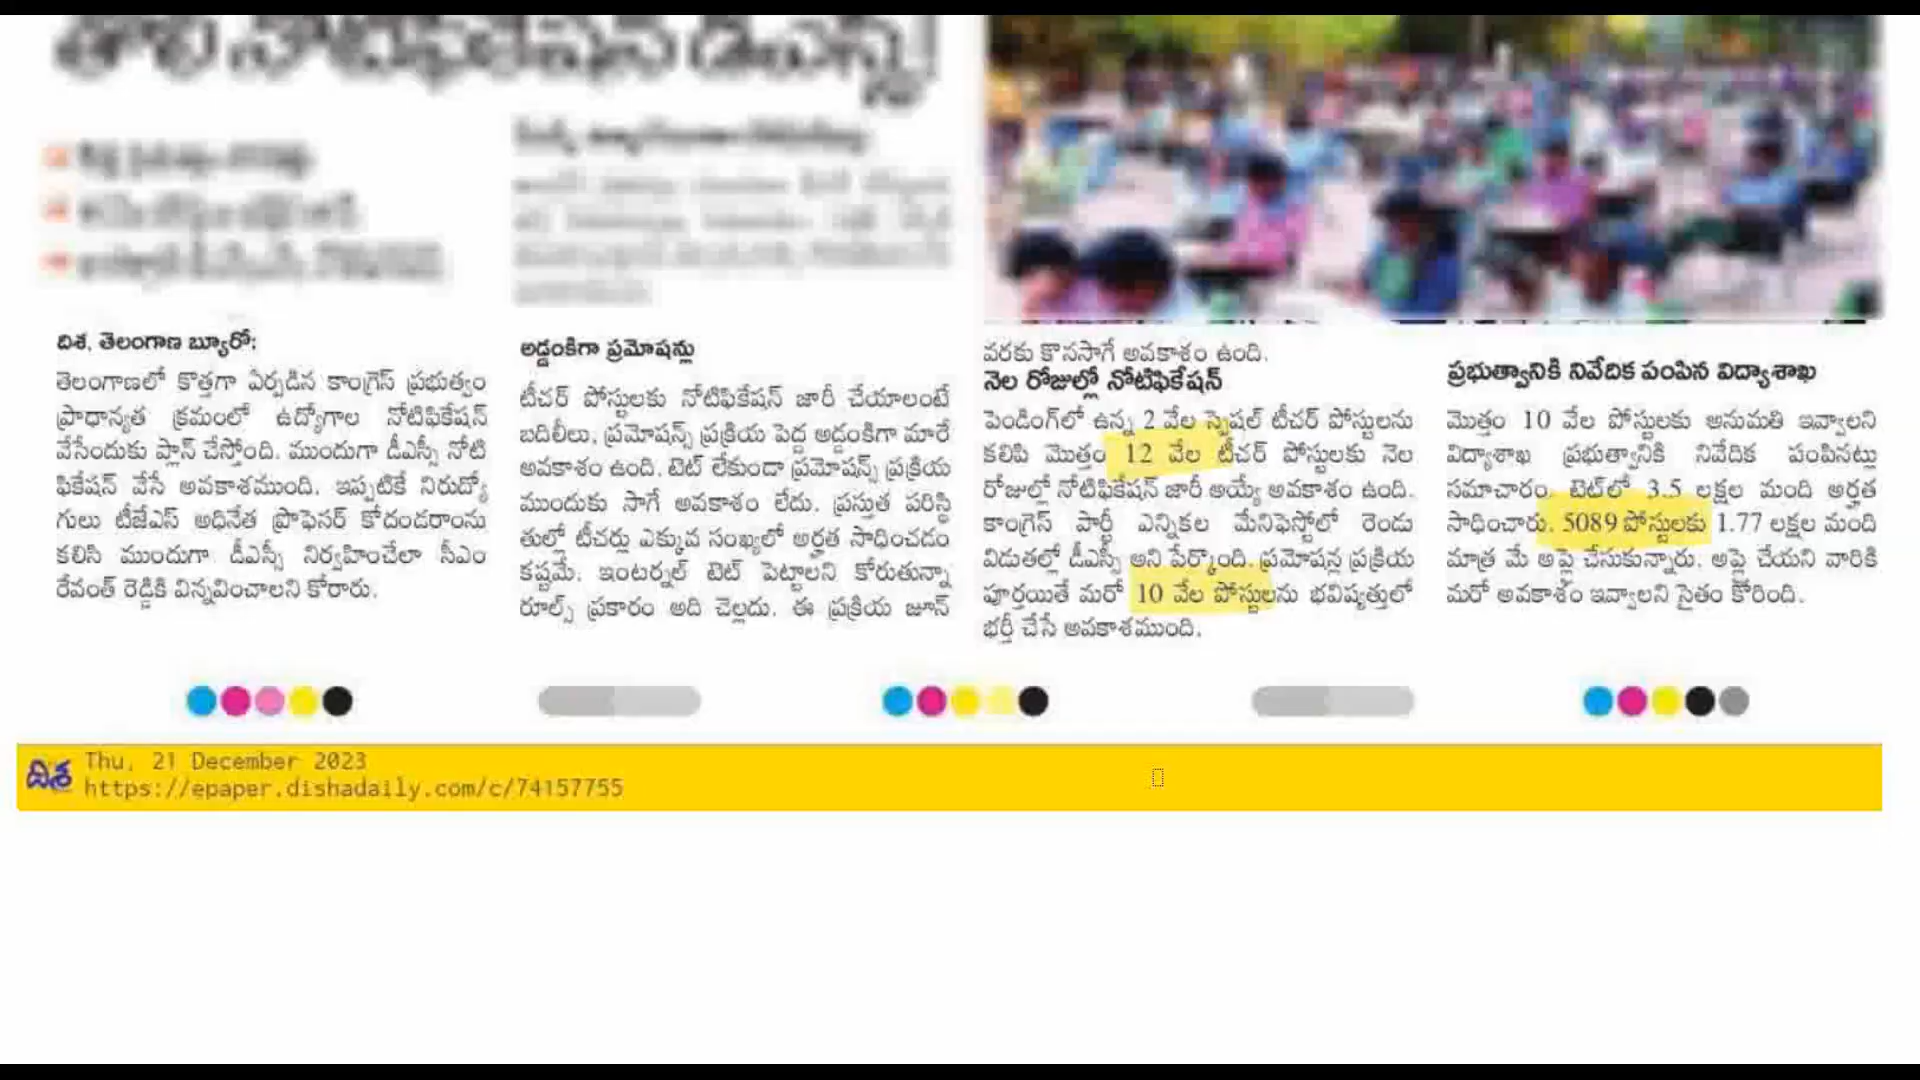 దిశ, తెలంగాణ బ్యూరో:
తెలంగాణలో కొత్తగా ఏర్పడిన కాంగ్రెస్ ప్రభుత్వం
ప్రాధాన్యత క్రమంలో ఉద్యోగాల నోటిఫికేషన్
వేసేందుకు ప్లాన్ చేస్తోంది. ముందుగా డీఎస్సీ నోటి
ఫికేషన్ వేసే అవకాశముంది. ఇప్పటికే నిరుద్యో
గులు టీజేఎస్ అధినేత ప్రొఫెసర్ కోదండరాంను
కలిసి ముందుగా డీఎస్సీ నిర్వహించేలా సీఎం
రేవంత్ రెడ్డికి విన్నవించాలని కోరారు.
అడ్డంకిగా ప్రమోషన్లు
టీచర్ పోస్టులకు నోటిఫికేషన్ జారీ చేయాలంటే
బదిలీలు, ప్రమోషన్స్ ప్రక్రియ పెద్ద అడ్డంకిగా మారే
అవకాశం ఉంది. టెట్ లేకుండా ప్రమోషన్స్ ప్రక్రియ
ముందుకు సాగే అవకాశం లేదు. ప్రస్తుత పరిస్థి
తుల్లో టీచర్లు ఎక్కువ సంఖ్యలో అర్హత సాధించడం
కష్టమే. ఇంటర్నల్ టెట్ పెట్టాలని కోరుతున్నా
రూల్స్ ప్రకారం అది చెల్లదు. ఈ ప్రక్రియ జూన్
వరకు కొనసాగే అవకాశం ఉంది.
నెల రోజుల్లో నోటిఫికేషన్
పెండింగ్‌లో ఉన్న 2 వేల స్పెషల్ టీచర్ పోస్టులను
కలిపి మొత్తం 12 వేల టీచర్ పోస్టులకు నెల
రోజుల్లో నోటిఫికేషన్ జారీ అయ్యే అవకాశం ఉంది.
కాంగ్రెస్ పార్టీ ఎన్నికల మేనిఫెస్టోలో రెండు
విడుతల్లో డీఎస్సీ అని పేర్కొంది. ప్రమోషన్ల ప్రక్రియ
పూర్తయితే మరో 10 వేల పోస్టులను భవిష్యత్తులో
భర్తీ చేసే అవకాశముంది.
ప్రభుత్వానికి నివేదిక పంపిన విద్యాశాఖ
మొత్తం 10 వేల పోస్టులకు అనుమతి ఇవ్వాలని
విద్యాశాఖ ప్రభుత్వానికి నివేదిక పంపినట్లు
సమాచారం. టెట్‌లో 3.5 లక్షల మంది అర్హత
సాధించారు. 5089 పోస్టులకు 1.77 లక్షల మంది
మాత్ర మే అప్లై చేసుకున్నారు. అప్లై చేయని వారికి
మరో అవకాశం ఇవ్వాలని సైతం కోరింది.
దిశ
Thu, 21 December 2023
https://epaper.dishadaily.com/c/74157755